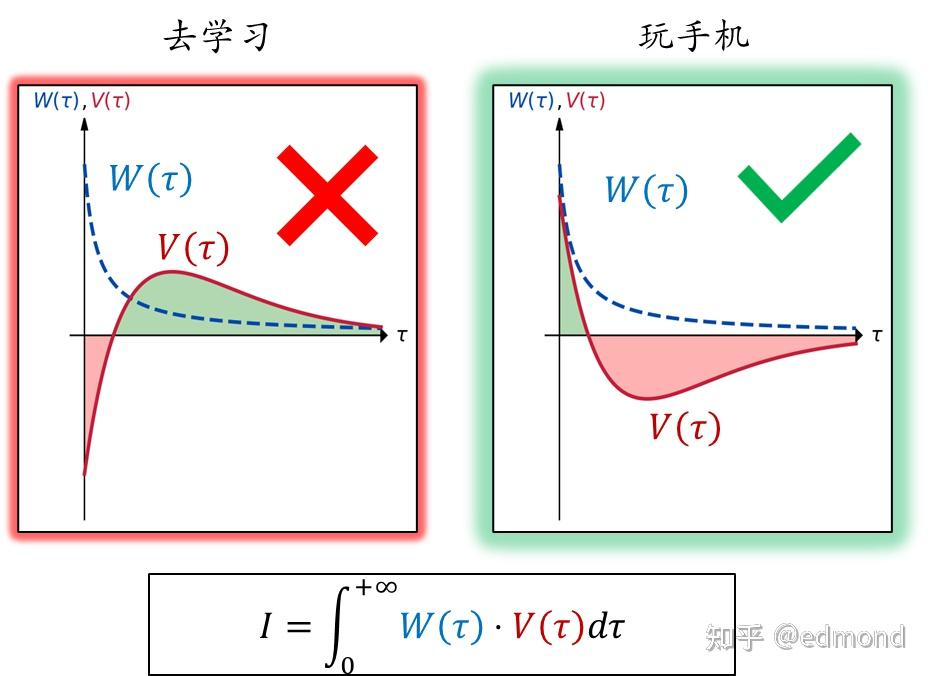 去学习
玩手机
W(τ), V(τ)
W(τ)
V(τ)
τ
W(τ), V(τ)
W(τ)
V(τ)
τ
I = ∫₀⁺∞ W(τ) · V(τ)dτ
知乎 @edmond